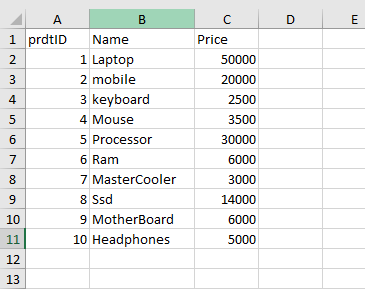 A B C D E
1 prdtID Name Price
2 1 Laptop 50000
3 2 mobile 20000
4 3 keyboard 2500
5 4 Mouse 3500
6 5 Processor 30000
7 6 Ram 6000
8 7 MasterCooler 3000
9 8 Ssd 14000
10 9 MotherBoard 6000
11 10 Headphones 5000
12
13